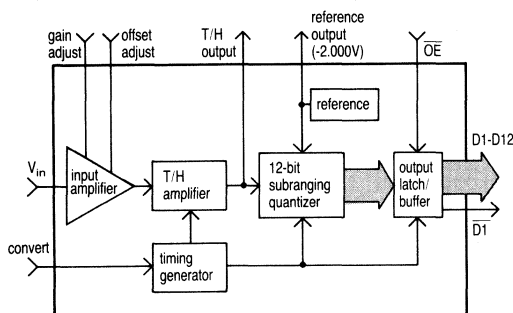 gain
adjust
offset
adjust
T/H
output
reference
output
(-2.000V)
OE
reference
D1-D12
Vin
input
amplifier
T/H
amplifier
12-bit
subranging
quantizer
output
latch/
buffer
D1
convert
timing
generator